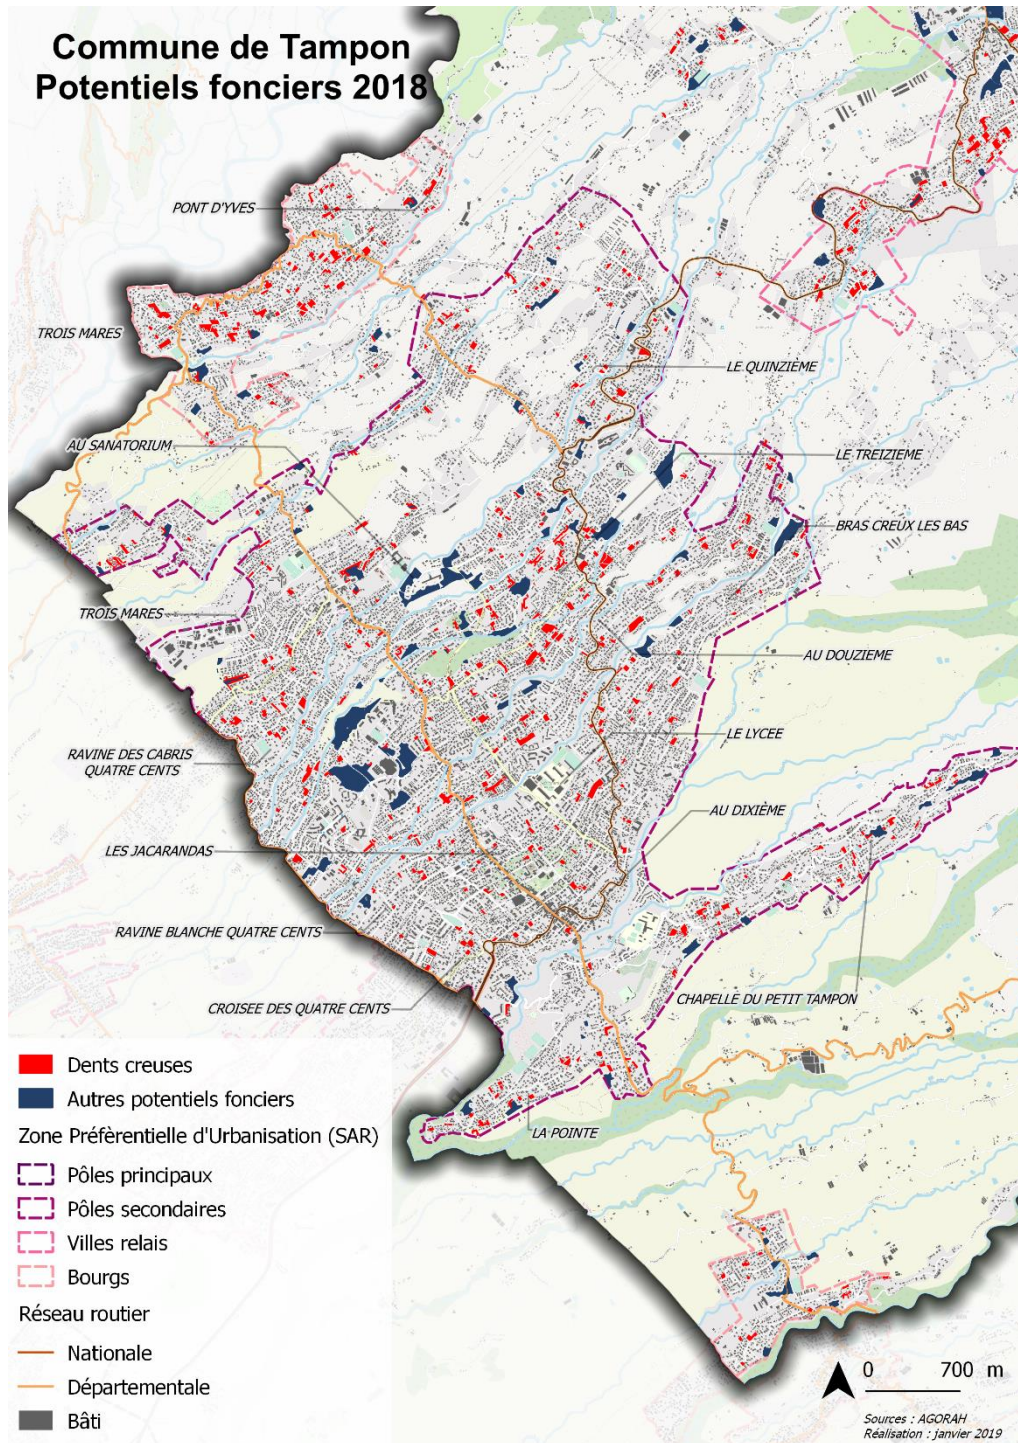 Commune de Tampon
Potentiels fonciers 2018
PONT D'YVES
TROIS MARES
LE QUINZIÈME
AU SANATORIUM
LE TREIZIEME
BRAS CREUX LES BAS
TROIS MARES
AU DOUZIEME
LE LYCEE
RAVINE DES CABRIS
QUATRE CENTS
AU DIXIÈME
LES JACARANDAS
RAVINE BLANCHE QUATRE CENTS
CHAPELLE DU PETIT TAMPON
CROISEE DES QUATRE CENTS
LA POINTE
Dents creuses
Autres potentiels fonciers
Zone Préfèrentielle d'Urbanisation (SAR)
Pôles principaux
Pôles secondaires
Villes relais
Bourgs
Réseau routier
Nationale
Départementale
Bâti
0 700 m
Sources : AGORAH
Réalisation : janvier 2019